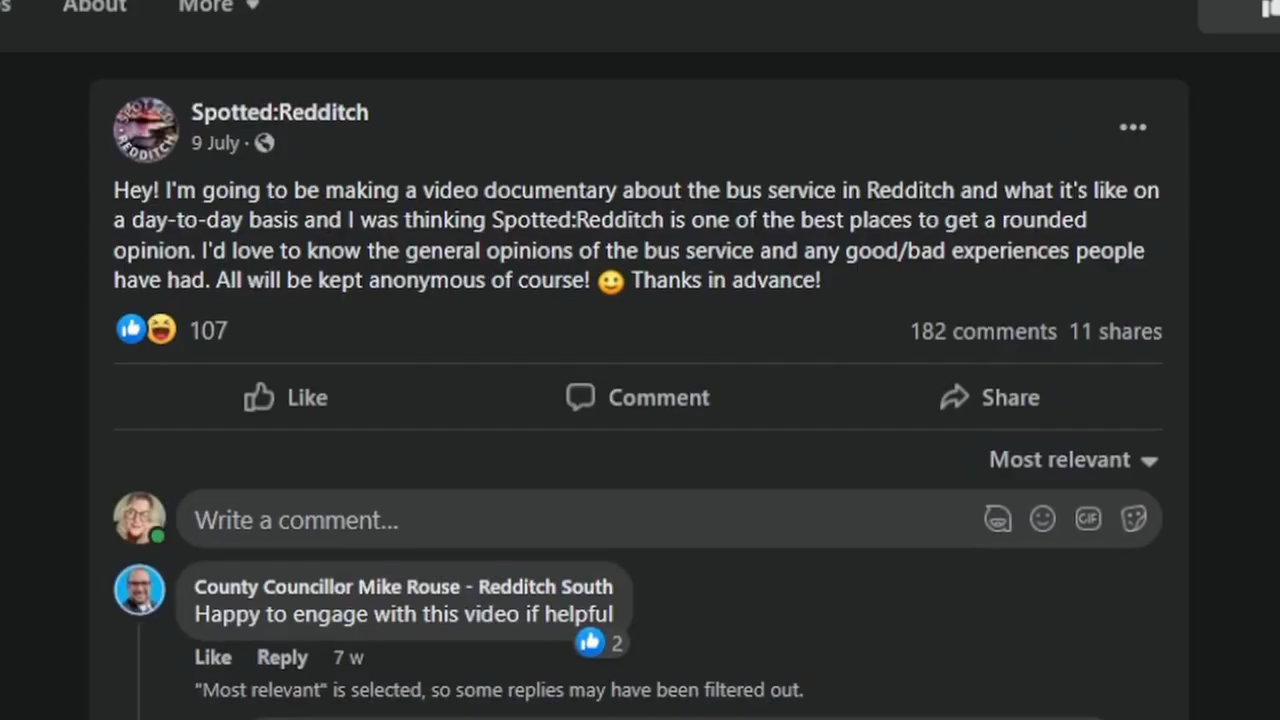 About More
Spotted:Redditch
9 July ·
Hey! I'm going to be making a video documentary about the bus service in Redditch and what it's like on
a day-to-day basis and I was thinking Spotted:Redditch is one of the best places to get a rounded
opinion. I'd love to know the general opinions of the bus service and any good/bad experiences people
have had. All will be kept anonymous of course! 🙂 Thanks in advance!
107 182 comments 11 shares
Like Comment Share
Most relevant
Write a comment...
GIF
County Councillor Mike Rouse - Redditch South
Happy to engage with this video if helpful
2
Like Reply 7 w
"Most relevant" is selected, so some replies may have been filtered out.